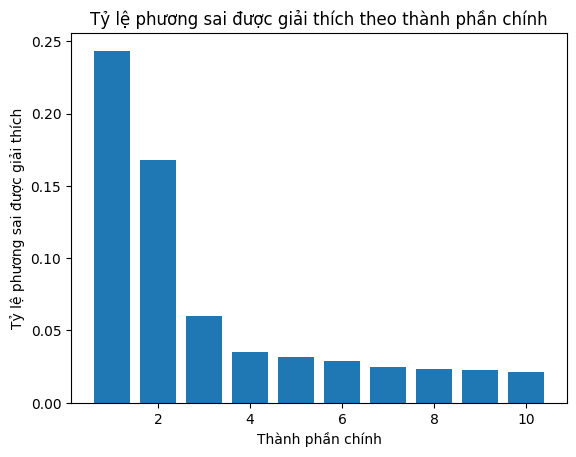 Tỷ lệ phương sai được giải thích theo thành phần chính
Tỷ lệ phương sai được giải thích
0.25
0.20
0.15
0.10
0.05
0.00
2 4 6 8 10
Thành phần chính